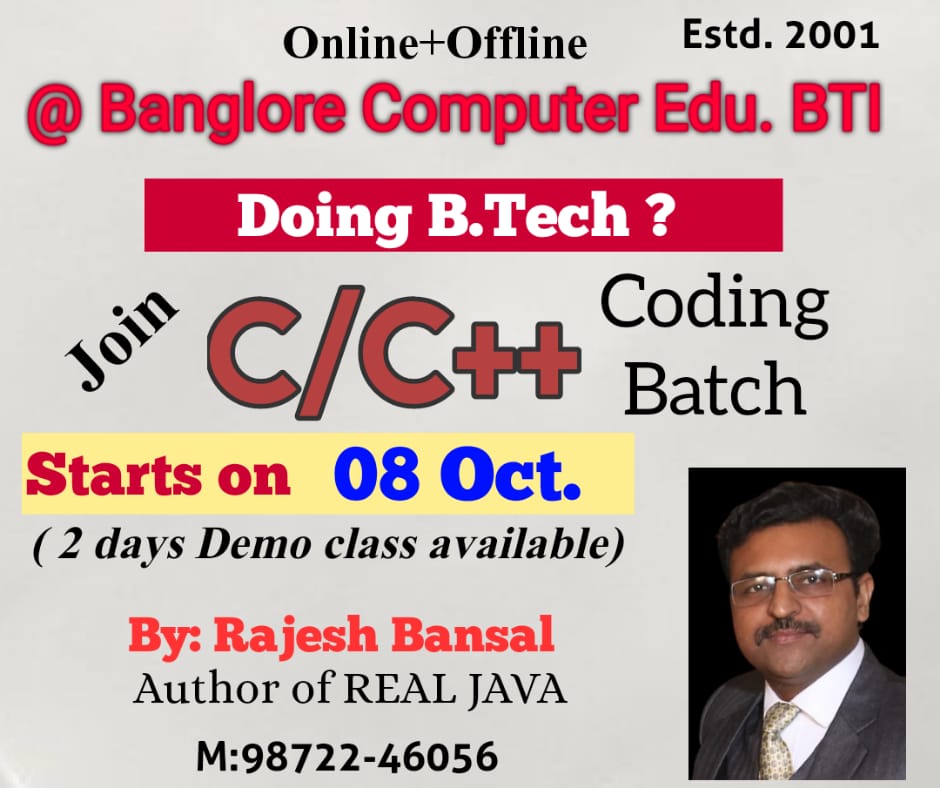 Online+Offline
Estd. 2001
@ Banglore Computer Edu. BTI
Doing B.Tech ?
Join C/C++ Coding
Batch
Starts on 08 Oct.
( 2 days Demo class available)
By: Rajesh Bansal
Author of REAL JAVA
M:98722-46056